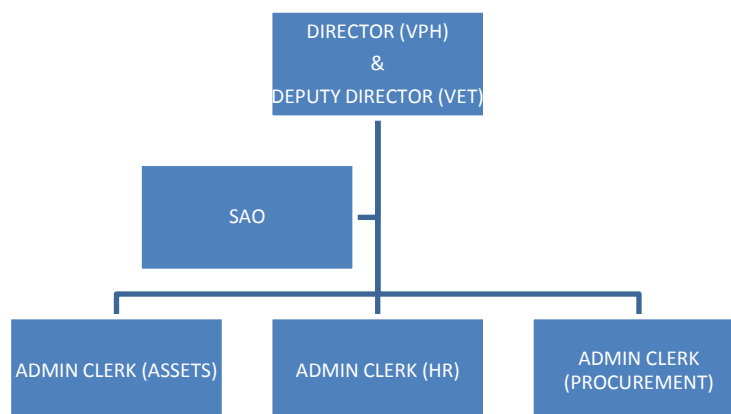 DIRECTOR (VPH)
&
DEPUTY DIRECTOR (VET)
SAO
ADMIN CLERK (ASSETS)
ADMIN CLERK (HR)
ADMIN CLERK
(PROCUREMENT)